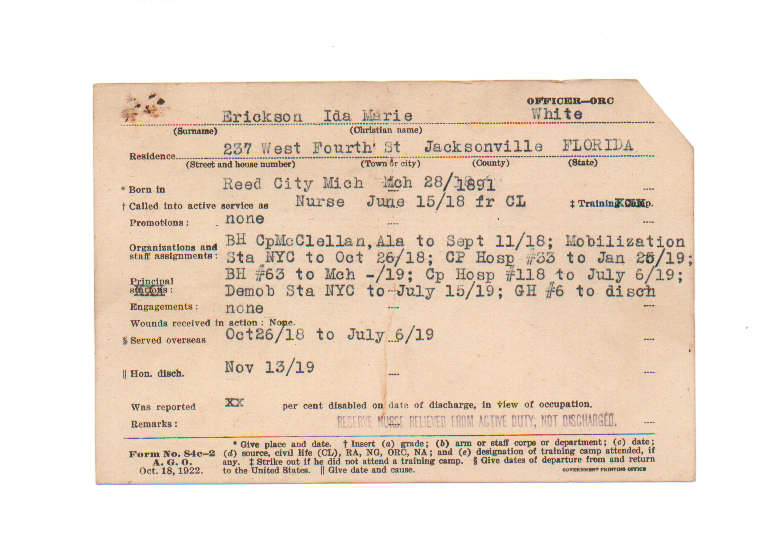 OFFICER—ORC
Erickson Ida Marie White
(Surname) (Christian name)
Residence 237 West Fourth St Jacksonville FLORIDA
(Street and house number) (Town or city) (County) (State)
* Born in Reed City Mich Mch 28/1891
† Called into active service as Nurse June 15/18 fr CL ‡ Training Camp.
Promotions: none
Organizations and BH CpMcClellan, Ala to Sept 11/18; Mobilization
staff assignments: Sta NYC to Oct 26/18; CP Hosp #33 to Jan 25/19;
Principal BH #63 to Mch -/19; Cp Hosp #118 to July 6/19;
stations: Demob Sta NYC to July 15/19; GH #6 to disch
Engagements: none
Wounds received in action: None.
§ Served overseas Oct26/18 to July 6/19
‖ Hon. disch. Nov 13/19
Was reported XX per cent disabled on date of discharge, in view of occupation.
Remarks: RESERVE NURSE RELIEVED FROM ACTIVE DUTY, NOT DISCHARGED.
* Give place and date. † Insert (a) grade; (b) arm or staff corps or department; (c) date;
Form No. 84c-2 (d) source, civil life (CL), RA, NG, ORC, NA; and (e) designation of training camp attended, if
A. G. O. any. ‡ Strike out if he did not attend a training camp. § Give dates of departure from and return
Oct. 18, 1922. to the United States. ‖ Give date and cause. GOVERNMENT PRINTING OFFICE